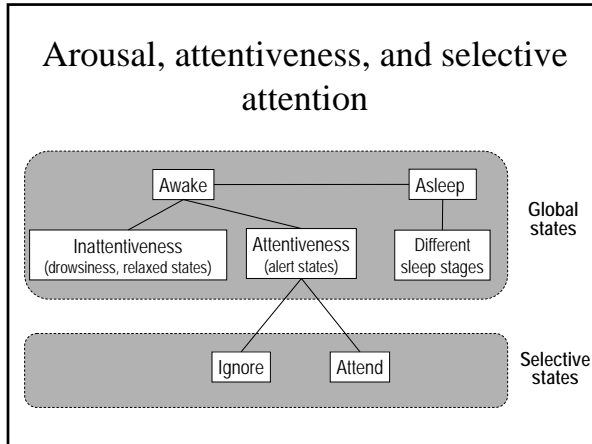 Arousal, attentiveness, and selective
attention
Awake
Asleep
Global
states
Inattentiveness
(drowsiness, relaxed states)
Attentiveness
(alert states)
Different
sleep stages
Ignore
Attend
Selective
states